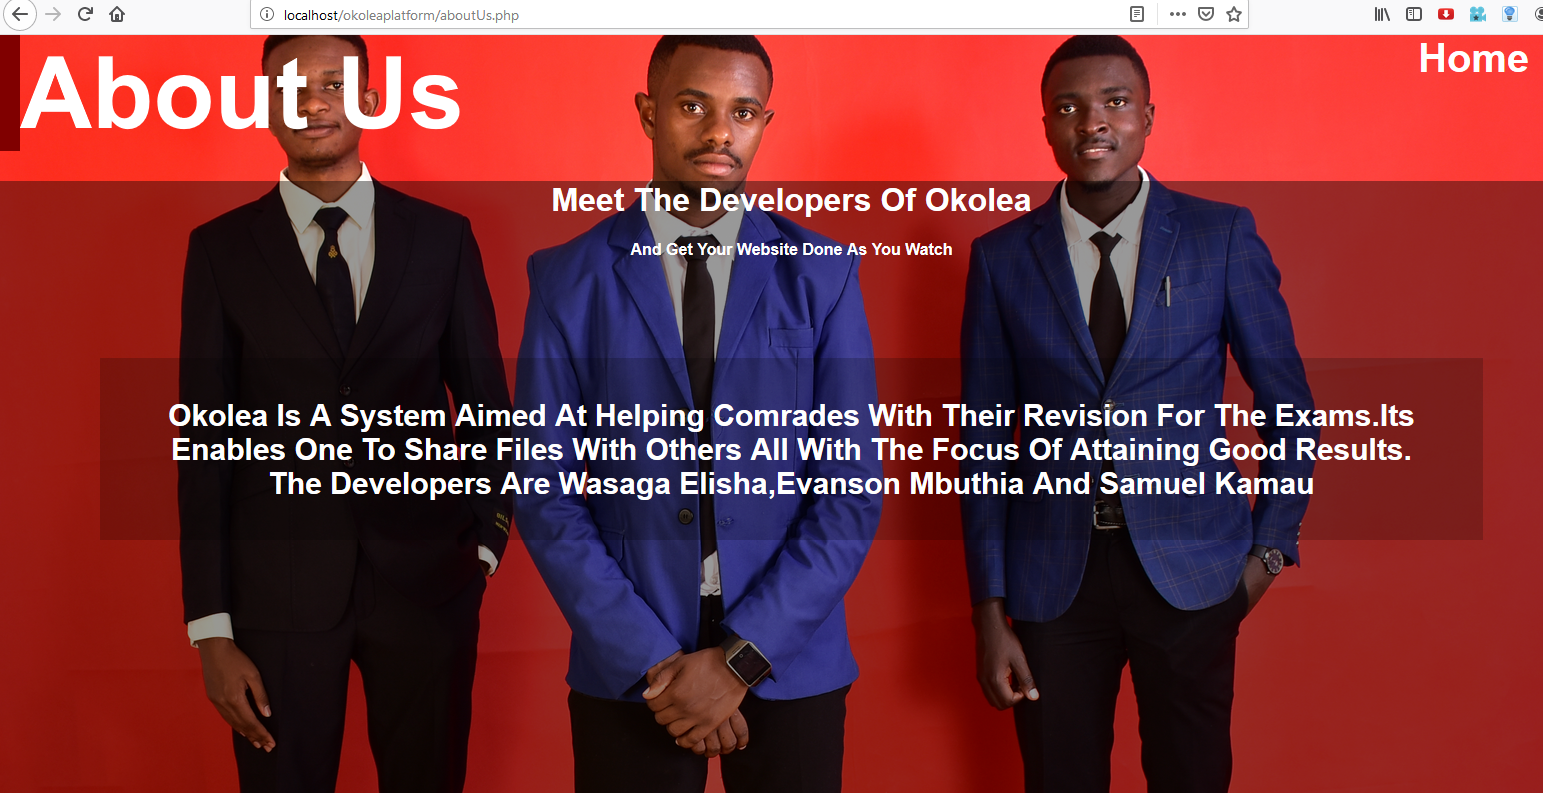 localhost/okoleaplatform/aboutUs.php
About Us
Home
Meet The Developers Of Okolea
And Get Your Website Done As You Watch
Okolea Is A System Aimed At Helping Comrades With Their Revision For The Exams.Its
Enables One To Share Files With Others All With The Focus Of Attaining Good Results.
The Developers Are Wasaga Elisha,Evanson Mbuthia And Samuel Kamau